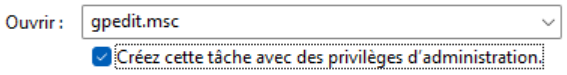 Ouvrir : gpedit.msc
Créez cette tâche avec des privilèges d'administration.